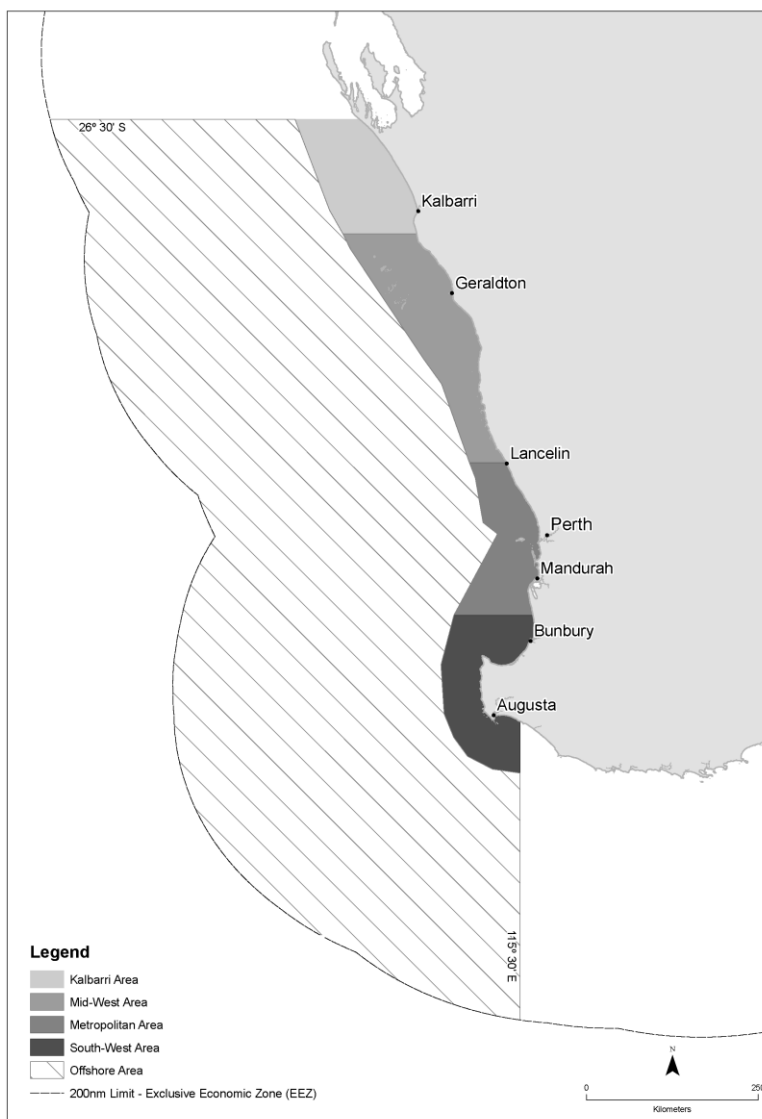 26° 30' S
Kalbarri
Geraldton
Lancelin
Perth
Mandurah
Bunbury
Augusta
115° 30' E
Legend
Kalbarri Area
Mid-West Area
Metropolitan Area
South-West Area
Offshore Area
200nm Limit - Exclusive Economic Zone (EEZ)
N
0 250
Kilometers